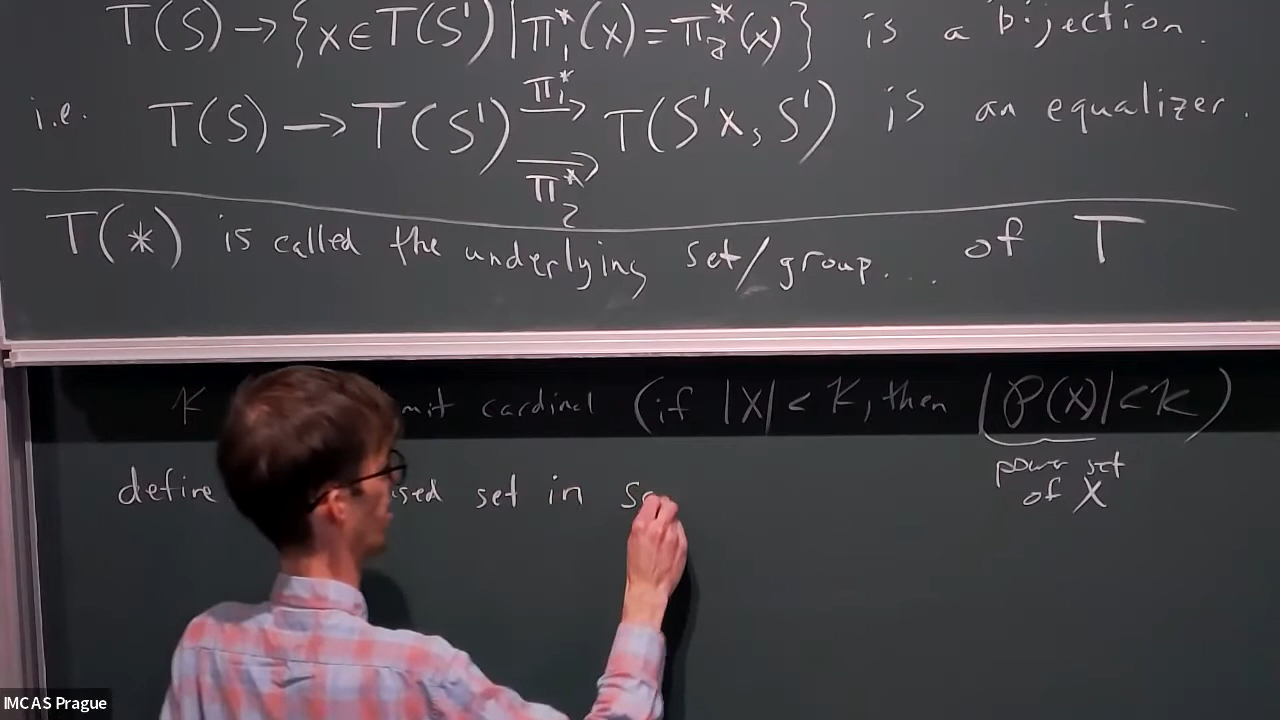 T(S) → {x ∈ T(S') | π₁*(x) = π₂*(x)} is a bijection.
i.e. T(S) → T(S') ⇉ T(S' ×ₛ S') is an equalizer.
π₁*
π₂*
T(*) is called the underlying set/group... of T
κ mit cardinal (if |X| < κ, then |𝒫(X)| < κ)
power set
of X
define sed set in
IMCAS Prague